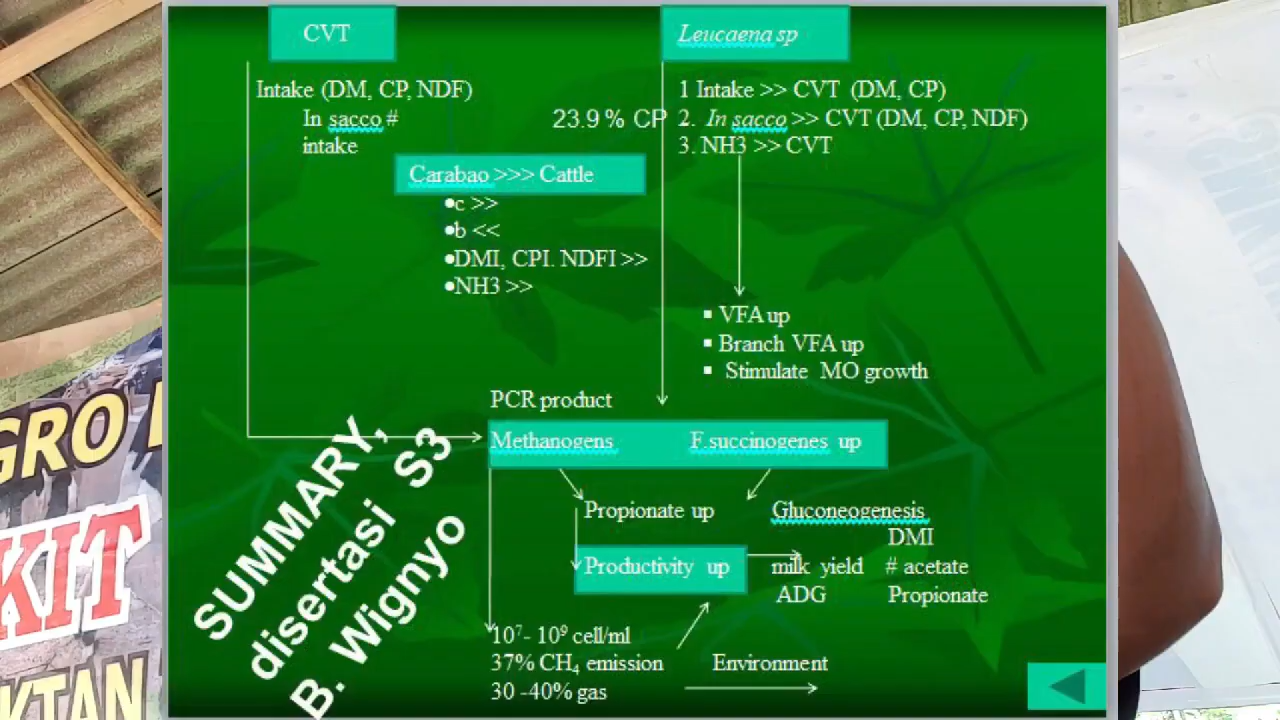 CVT
Leucaena sp
Intake (DM, CP, NDF)
In sacco #
intake
23.9 % CP
1 Intake >> CVT (DM, CP)
2. In sacco >> CVT (DM, CP, NDF)
3. NH3 >> CVT
Carabao >>> Cattle
•c >>
•b <<
•DMI, CPI. NDFI >>
•NH3 >>
▪ VFA up
▪ Branch VFA up
▪ Stimulate MO growth
PCR product
Methanogens F.succinogenes up
Propionate up
Gluconeogenesis
DMI
Productivity up
milk yield # acetate
ADG Propionate
10⁷- 10⁹ cell/ml
37% CH₄ emission
30 -40% gas
Environment
SUMMARY,
disertasi S3
B. Wignyo
GRO
KIT
KTAN